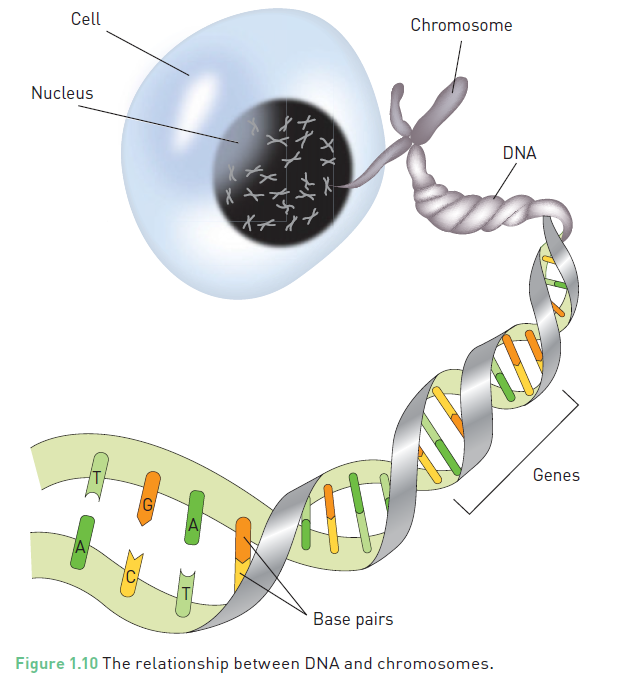 Cell
Chromosome
Nucleus
DNA
Genes
T
G
A
A
C
T
Base pairs
Figure 1.10 The relationship between DNA and chromosomes.